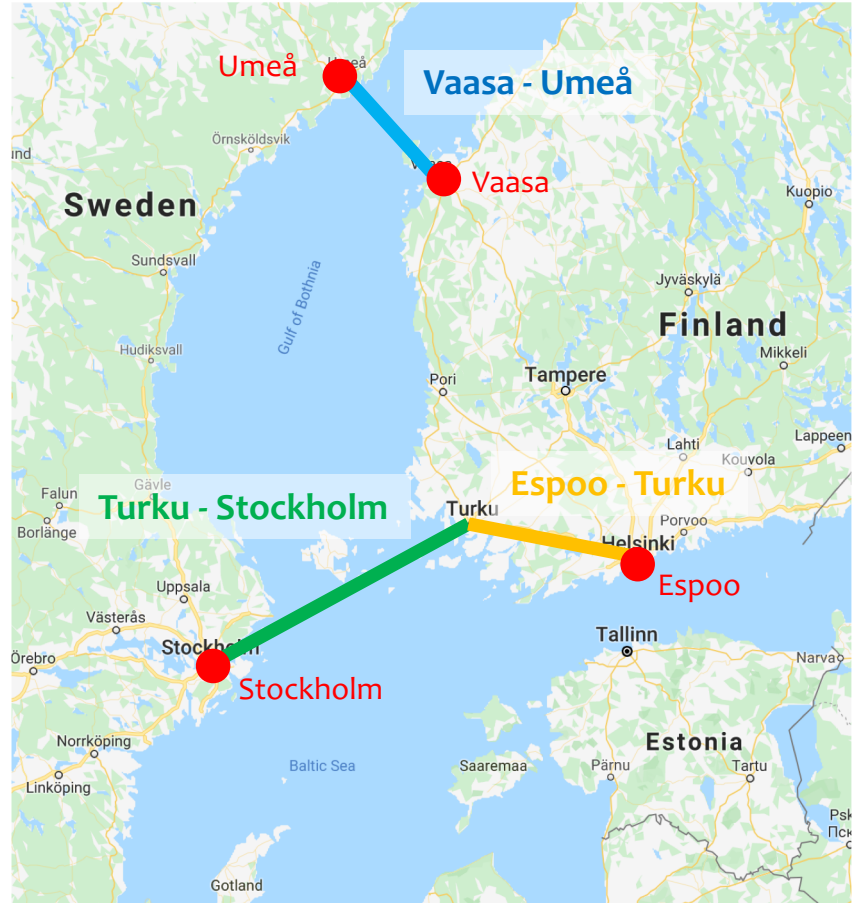 Umeå
Vaasa - Umeå
Örnsköldsvik
Vaasa
Kuopio
Sweden
Sundsvall
Gulf of Bothnia
Jyväskylä
Finland
Hudiksvall
Mikkeli
Pori
Tampere
Lahti
Lappeen
Kouvola
Gävle
Falun
Turku - Stockholm
Espoo - Turku
Turku
Borlänge
Porvoo
Helsinki
Espoo
Uppsala
Västerås
Stockholm
Tallinn
Örebro
Narva
Stockholm
Norrköping
Estonia
Baltic Sea
Saaremaa
Pärnu
Tartu
Linköping
Psk
Пск
Gotland